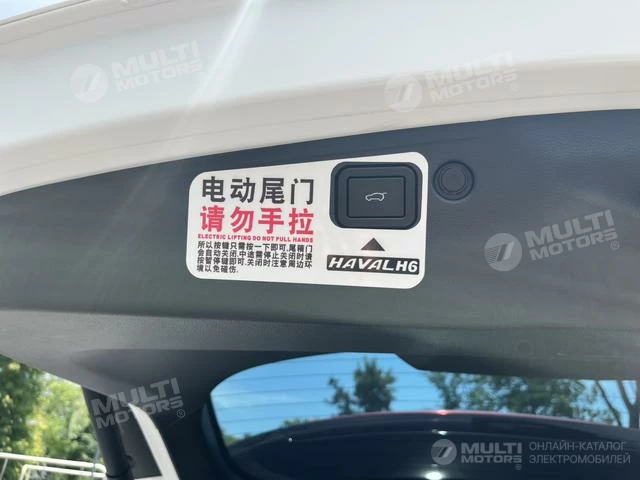 MULTI
MOTORS
MULTI
MOTORS
电动尾门
请勿手拉
ELECTRIC LIFTING DO NOT PULL HANDS
所以按键只需按一下即可,尾箱门
会自动关闭.中途需停止关闭时请
按暂停键即可.关闭时注意周边环
境以免碰伤.
HAVAL H6
MULTI
MOTORS
MULTI
MOTORS
MULTI
MOTORS
ОНЛАЙН-КАТАЛОГ
ЭЛЕКТРОМОБИЛЕЙ